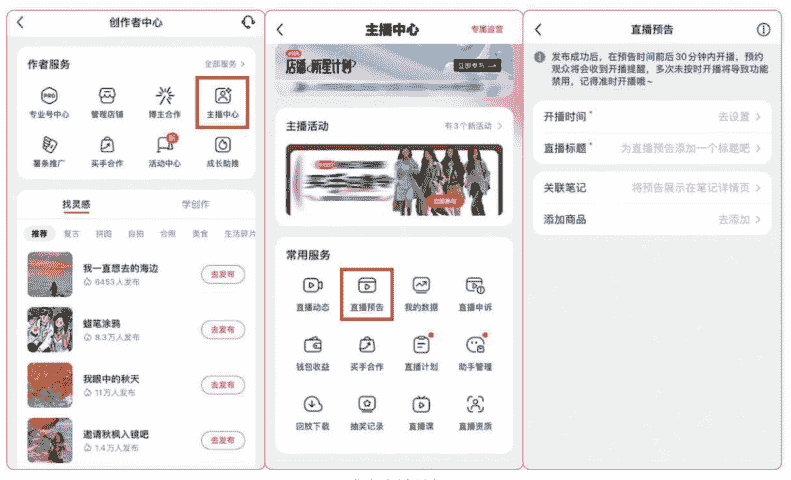 创作者中心
作者服务
全部服务 >
PRO
专业号中心
管理店铺
博主合作
主播中心
薯条推广
买手合作
新
活动中心
成长助推
找灵感
学创作
推荐 复古 拼图 自拍 合照 美食 生活碎片
我一直想去的海边
6453人发布
去发布
蜡笔涂鸦
8.3万人发布
去发布
我眼中的秋天
11万人发布
去发布
邀请秋枫入镜吧
1.4万人发布
去发布
主播中心
专属运营
立即参与
主播活动
有3个新活动 >
常用服务
直播动态
直播预告
我的数据
直播申诉
钱包收益
买手合作
直播计划
助手管理
回放下载
抽奖记录
直播课
直播资质
直播预告
发布成功后，在预告时间前后30分钟内开播，预约
观众将会收到开播提醒，多次未按时开播将导致功能
禁用，记得准时开播哦~
开播时间 * 去设置 >
直播标题 * 为直播预告添加一个标题吧 >
关联笔记 将预告展示在笔记详情页 >
添加商品 去添加 >